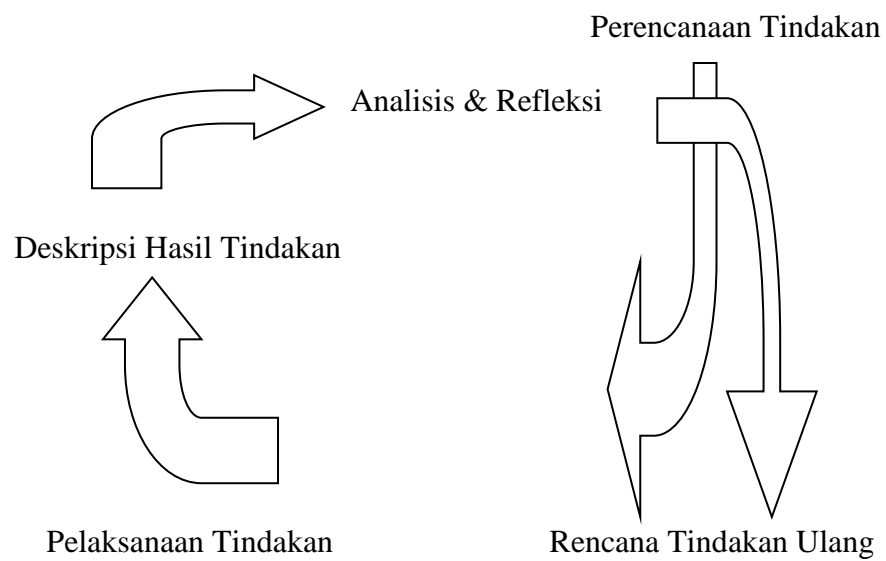 Perencanaan Tindakan
Analisis & Refleksi
Deskripsi Hasil Tindakan
Pelaksanaan Tindakan
Rencana Tindakan Ulang